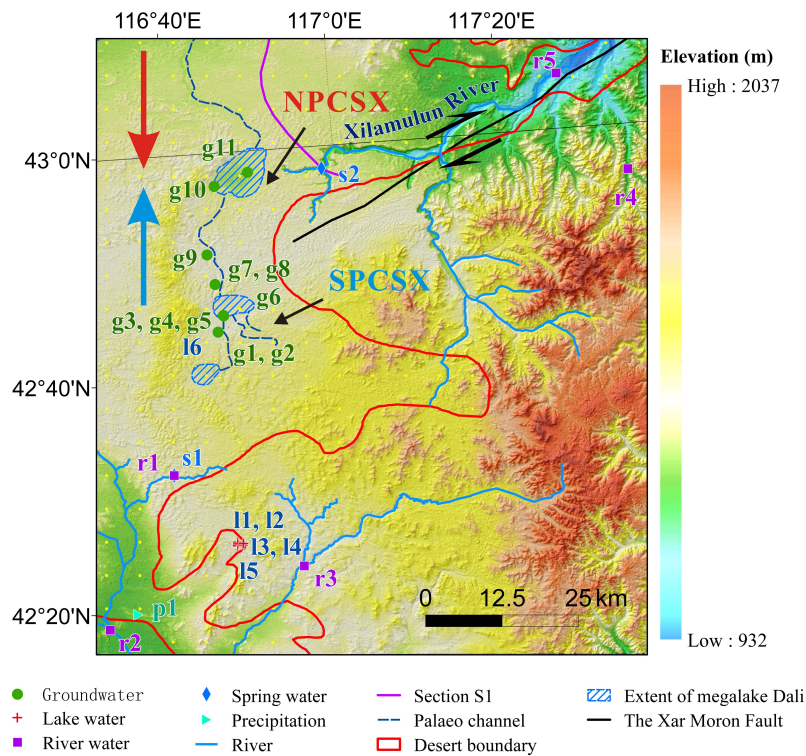 116°40'E 117°0'E 117°20'E
Elevation (m)
High : 2037
r5
NPCSX
Xilamulun River
43°0'N
g11
s2
g10
r4
g9
g7, g8
SPCSX
g6
g3, g4, g5
l6
g1, g2
42°40'N
r1 s1
l1, l2
l3, l4
l5
r3
0 12.5 25 km
42°20'N
p1
r2
Low : 932
Groundwater Spring water Section S1 Extent of megalake Dali
Lake water Precipitation Palaeo channel The Xar Moron Fault
River water River Desert boundary